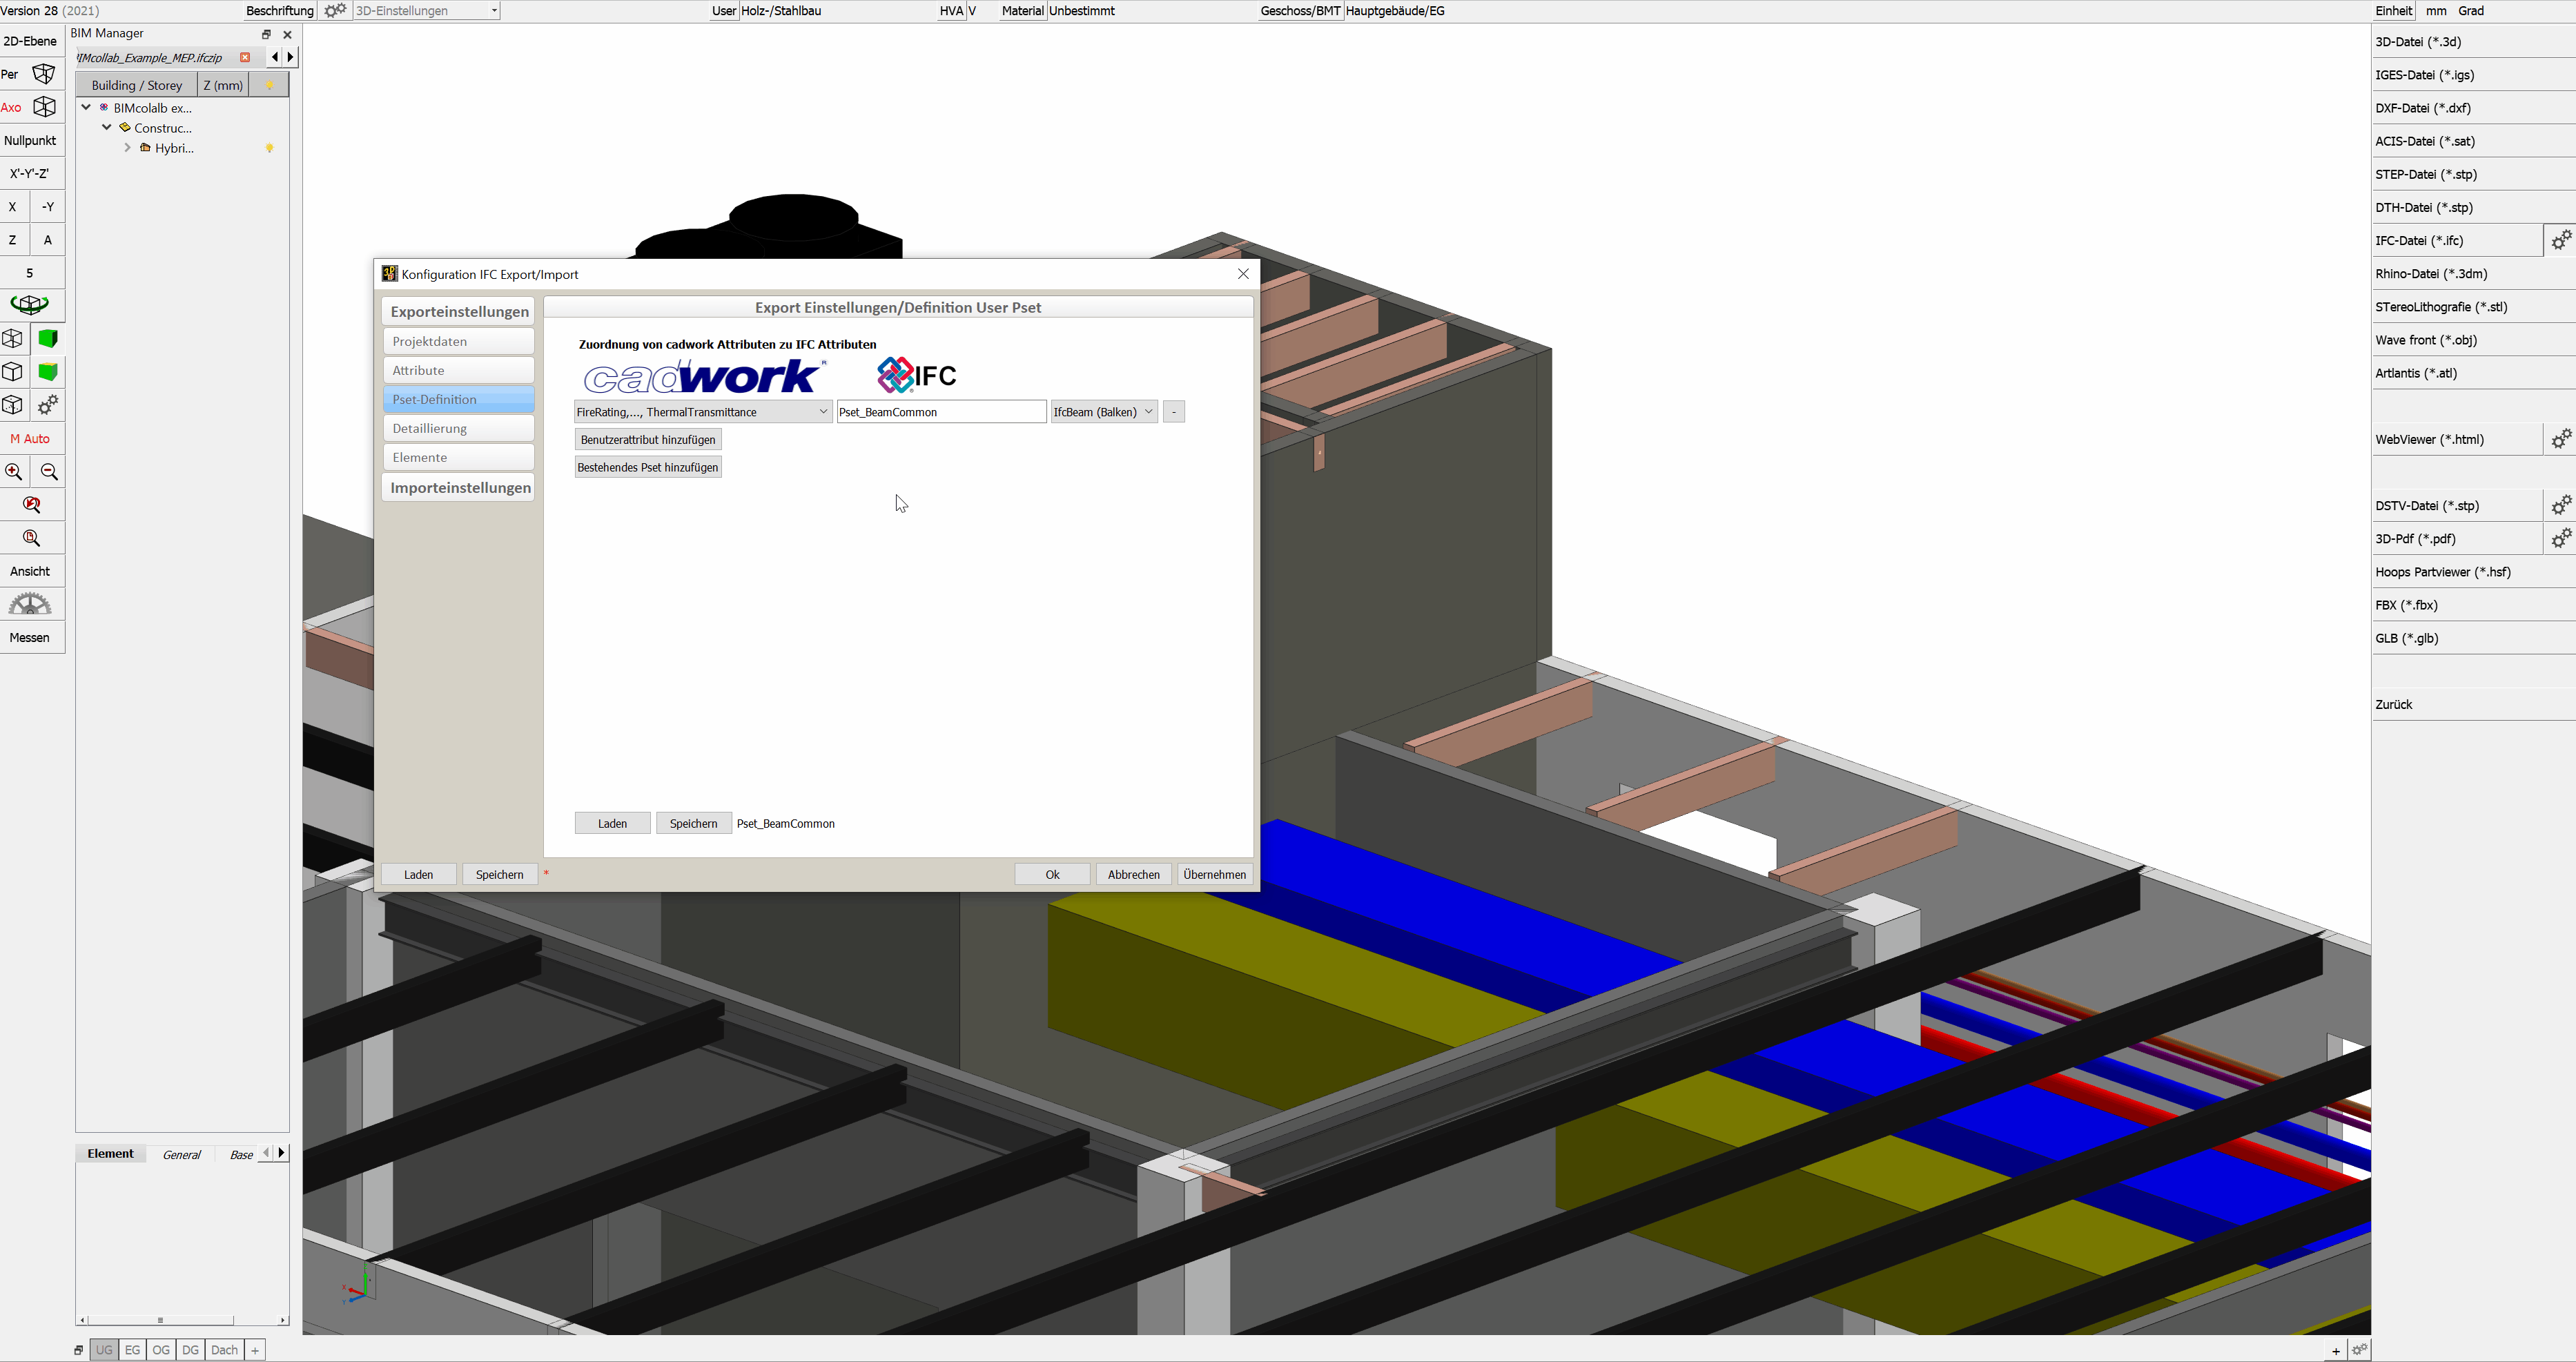 Version 28 (2021) Beschriftung 3D-Einstellungen User Holz-/Stahlbau HVA V Material Unbestimmt Geschoss/BMT Hauptgebäude/EG Einheit mm Grad
2D-Ebene
Per
Axo
Nullpunkt
X'-Y'-Z'
X -Y
Z A
5
M Auto
Ansicht
Messen
BIM Manager
BIMcollab_Example_MEP.ifczip
Building / Storey Z (mm)
BIMcolalb ex...
Construc...
Hybri...
Element General Base
UG EG OG DG Dach +
Konfiguration IFC Export/Import
Exporteinstellungen
Projektdaten
Attribute
Pset-Definition
Detaillierung
Elemente
Importeinstellungen
Export Einstellungen/Definition User Pset
Zuordnung von cadwork Attributen zu IFC Attributen
cadwork® IFC
FireRating,..., ThermalTransmittance Pset_BeamCommon IfcBeam (Balken) -
Benutzerattribut hinzufügen
Bestehendes Pset hinzufügen
Laden Speichern Pset_BeamCommon
Laden Speichern * Ok Abbrechen Übernehmen
3D-Datei (*.3d)
IGES-Datei (*.igs)
DXF-Datei (*.dxf)
ACIS-Datei (*.sat)
STEP-Datei (*.stp)
DTH-Datei (*.stp)
IFC-Datei (*.ifc)
Rhino-Datei (*.3dm)
STereoLithografie (*.stl)
Wave front (*.obj)
Artlantis (*.atl)
WebViewer (*.html)
DSTV-Datei (*.stp)
3D-Pdf (*.pdf)
Hoops Partviewer (*.hsf)
FBX (*.fbx)
GLB (*.glb)
Zurück
+